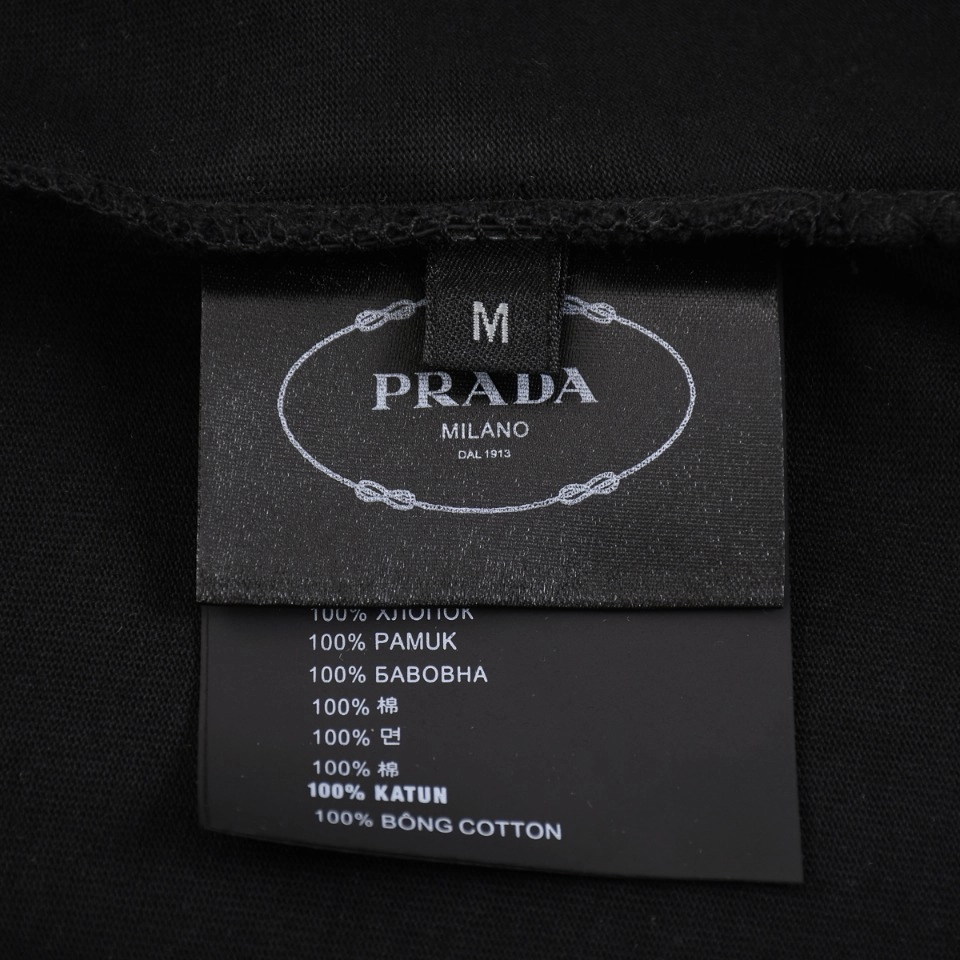 M
PRADA
MILANO
DAL 1913
100% ХЛОПОК
100% PAMUK
100% БАВОВНА
100% 棉
100% 면
100% 棉
100% KATUN
100% BÔNG COTTON